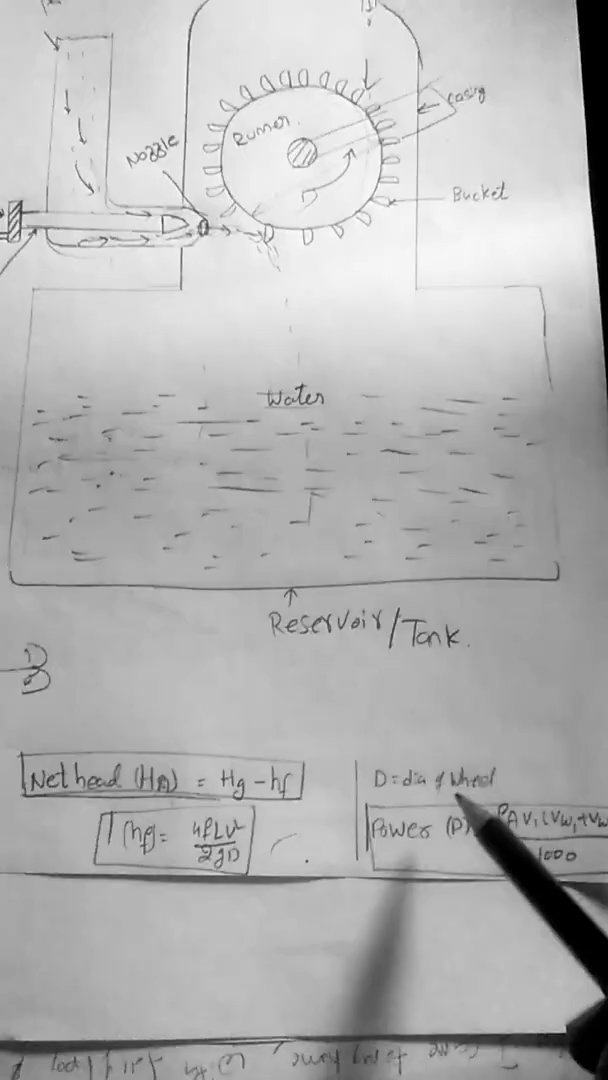 Casing
Runner
Nozzle
D
Bucket
Water
Reservoir/Tank.
Net head (HA) = Hg - hf
D = dia of wheel
(hf) = 4fLV²/2gD
Power (P)
1000